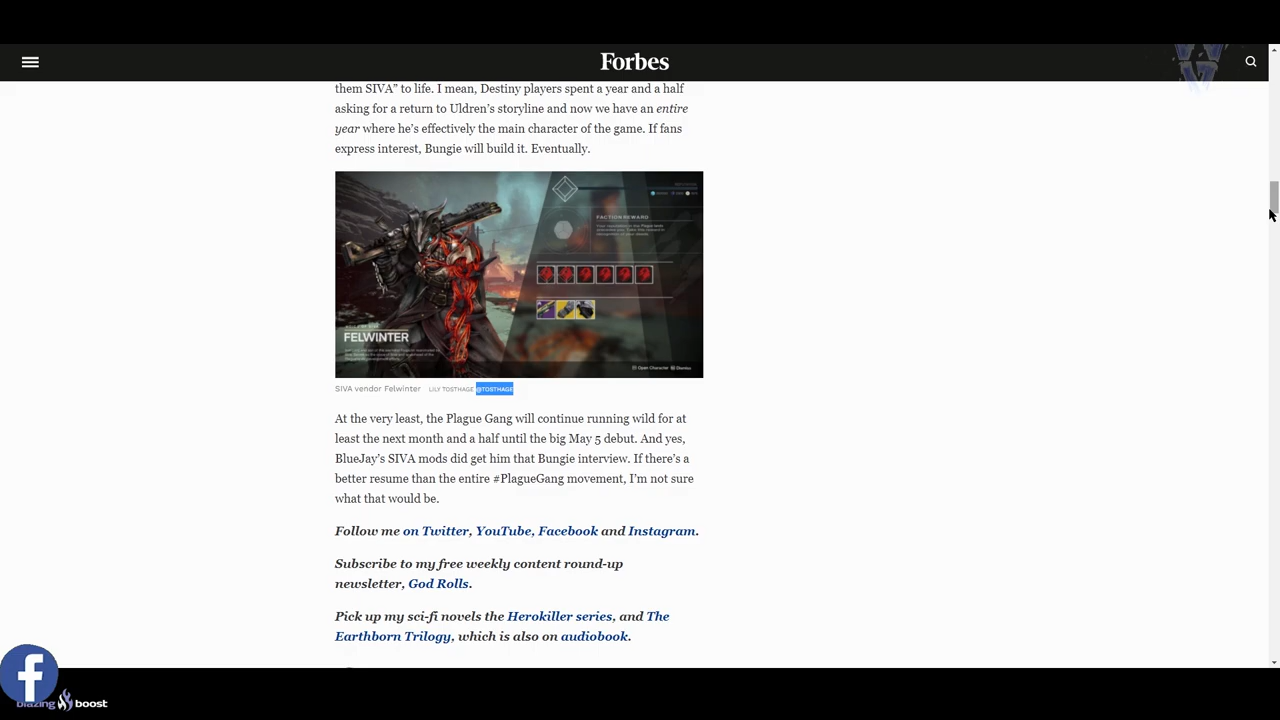 Forbes
them SIVA” to life. I mean, Destiny players spent a year and a half
asking for a return to Uldren’s storyline and now we have an entire
year where he’s effectively the main character of the game. If fans
express interest, Bungie will build it. Eventually.
FACTION REWARD
FELWINTER
Open Character
Dismiss
SIVA vendor Felwinter LILY TOSTHAGE @TOSTHAGE
At the very least, the Plague Gang will continue running wild for at
least the next month and a half until the big May 5 debut. And yes,
BlueJay’s SIVA mods did get him that Bungie interview. If there’s a
better resume than the entire #PlagueGang movement, I’m not sure
what that would be.
Follow me on Twitter, YouTube, Facebook and Instagram.
Subscribe to my free weekly content round-up
newsletter, God Rolls.
Pick up my sci-fi novels the Herokiller series, and The
Earthborn Trilogy, which is also on audiobook.
f
blazing boost